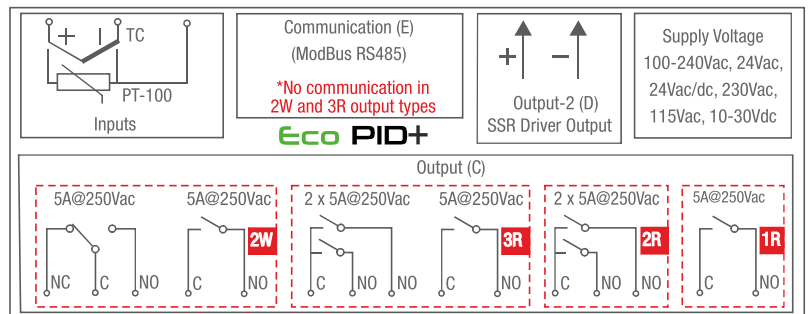 + − TC
PT-100
Inputs
Communication (E)
(ModBus RS485)
*No communication in
2W and 3R output types
+ −
Output-2 (D)
SSR Driver Output
Supply Voltage
100-240Vac, 24Vac,
24Vac/dc, 230Vac,
115Vac, 10-30Vdc
Eco PID+
Output (C)
5A@250Vac 5A@250Vac
2W
NC C NO C NO
2 x 5A@250Vac 5A@250Vac
3R
C NO NO C NO
2 x 5A@250Vac
2R
C NO NO
5A@250Vac
1R
C NO